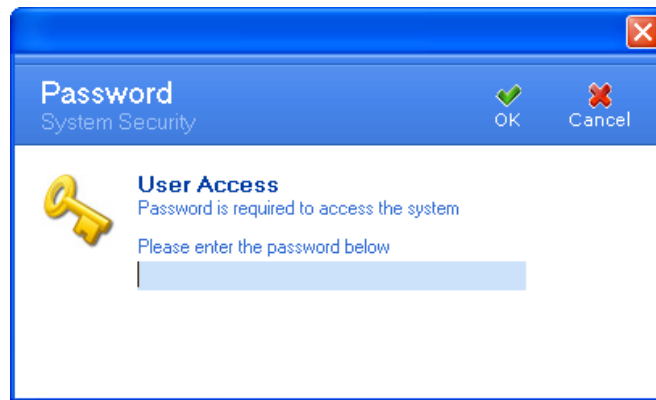 Password
System Security
OK
Cancel
User Access
Password is required to access the system
Please enter the password below